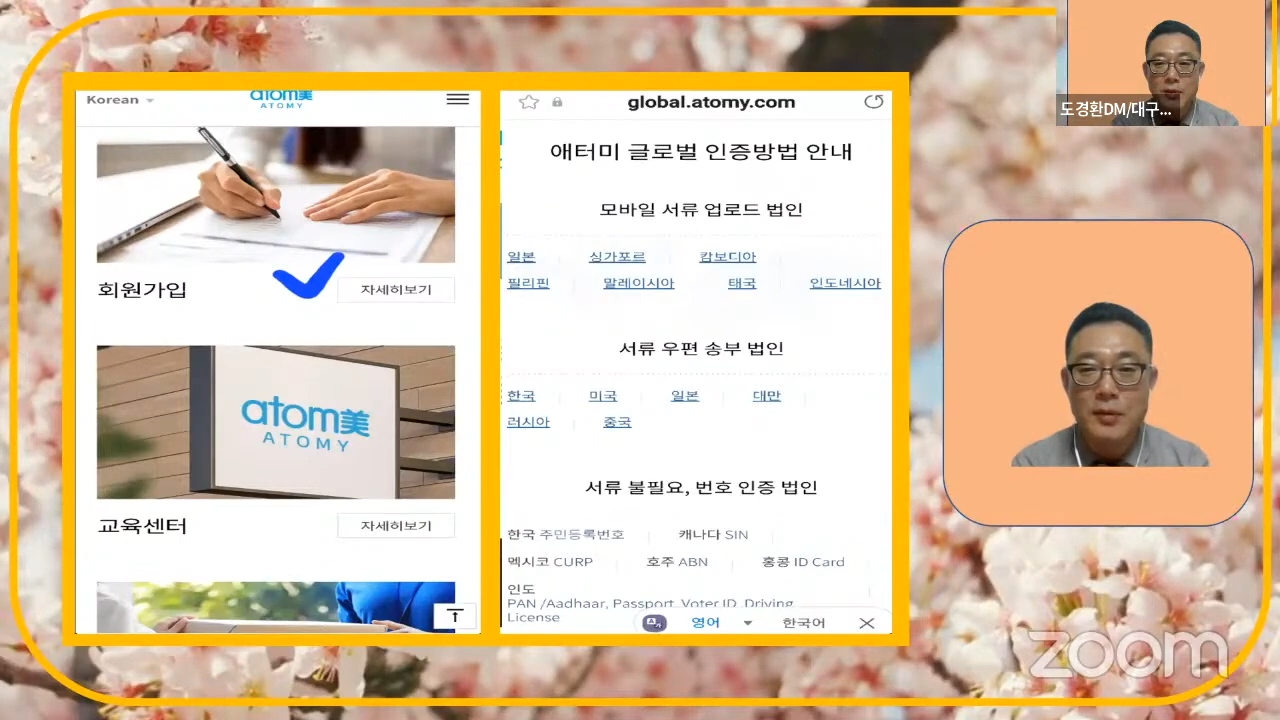 Korean
atom美
ATOMY
회원가입
자세히보기
atom美
ATOMY
교육센터
자세히보기
global.atomy.com
애터미 글로벌 인증방법 안내
모바일 서류 업로드 법인
일본 싱가포르 캄보디아
필리핀 말레이시아 태국 인도네시아
서류 우편 송부 법인
한국 미국 일본 대만
러시아 중국
서류 불필요, 번호 인증 법인
한국 주민등록번호 캐나다 SIN
멕시코 CURP 호주 ABN 홍콩 ID Card
인도
PAN /Aadhaar, Passport, Voter ID, Driving
License
영어 한국어
도경환DM/대구...
zoom